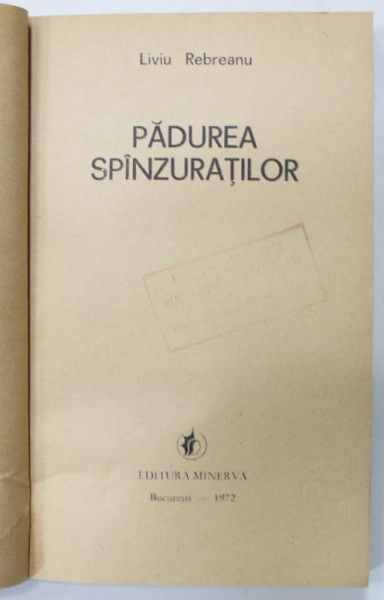 Liviu Rebreanu
PĂDUREA
SPÎNZURAȚILOR
EDITURA MINERVA
București — 1972